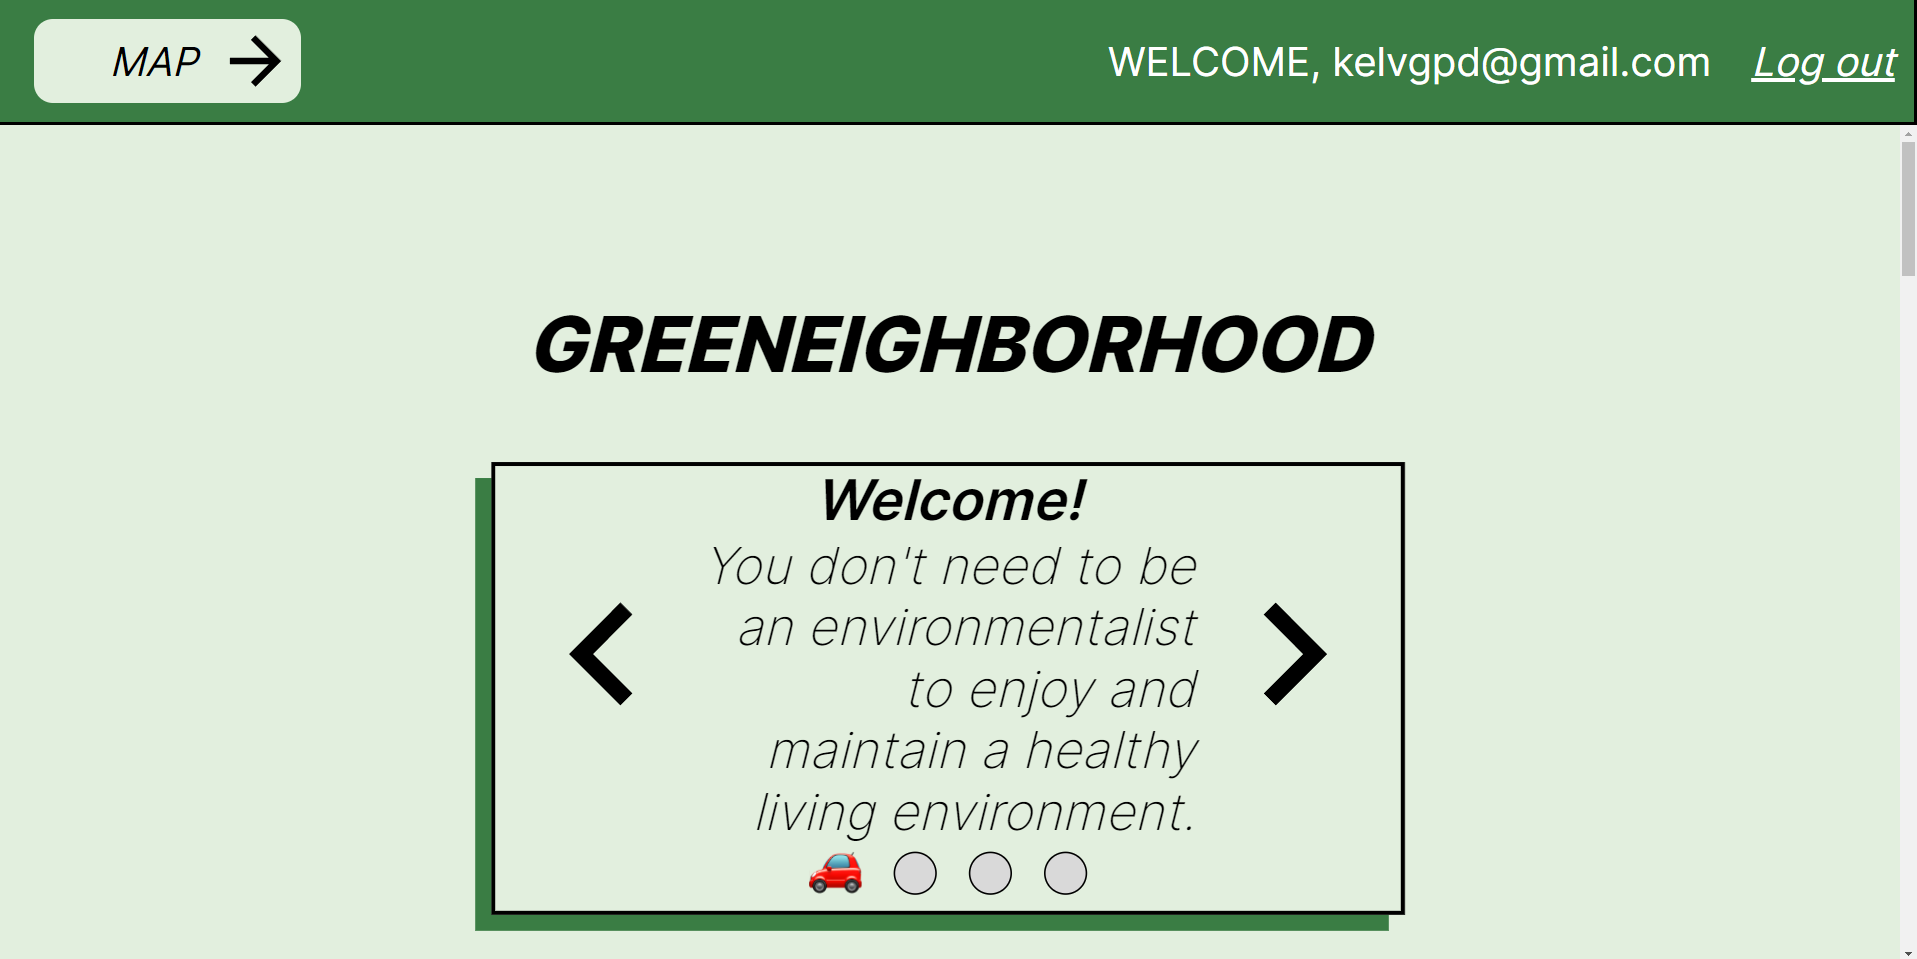 MAP
WELCOME, kelvgpd@gmail.com
Log out
GREENEIGHBORHOOD
Welcome!
You don't need to be
an environmentalist
to enjoy and
maintain a healthy
living environment.